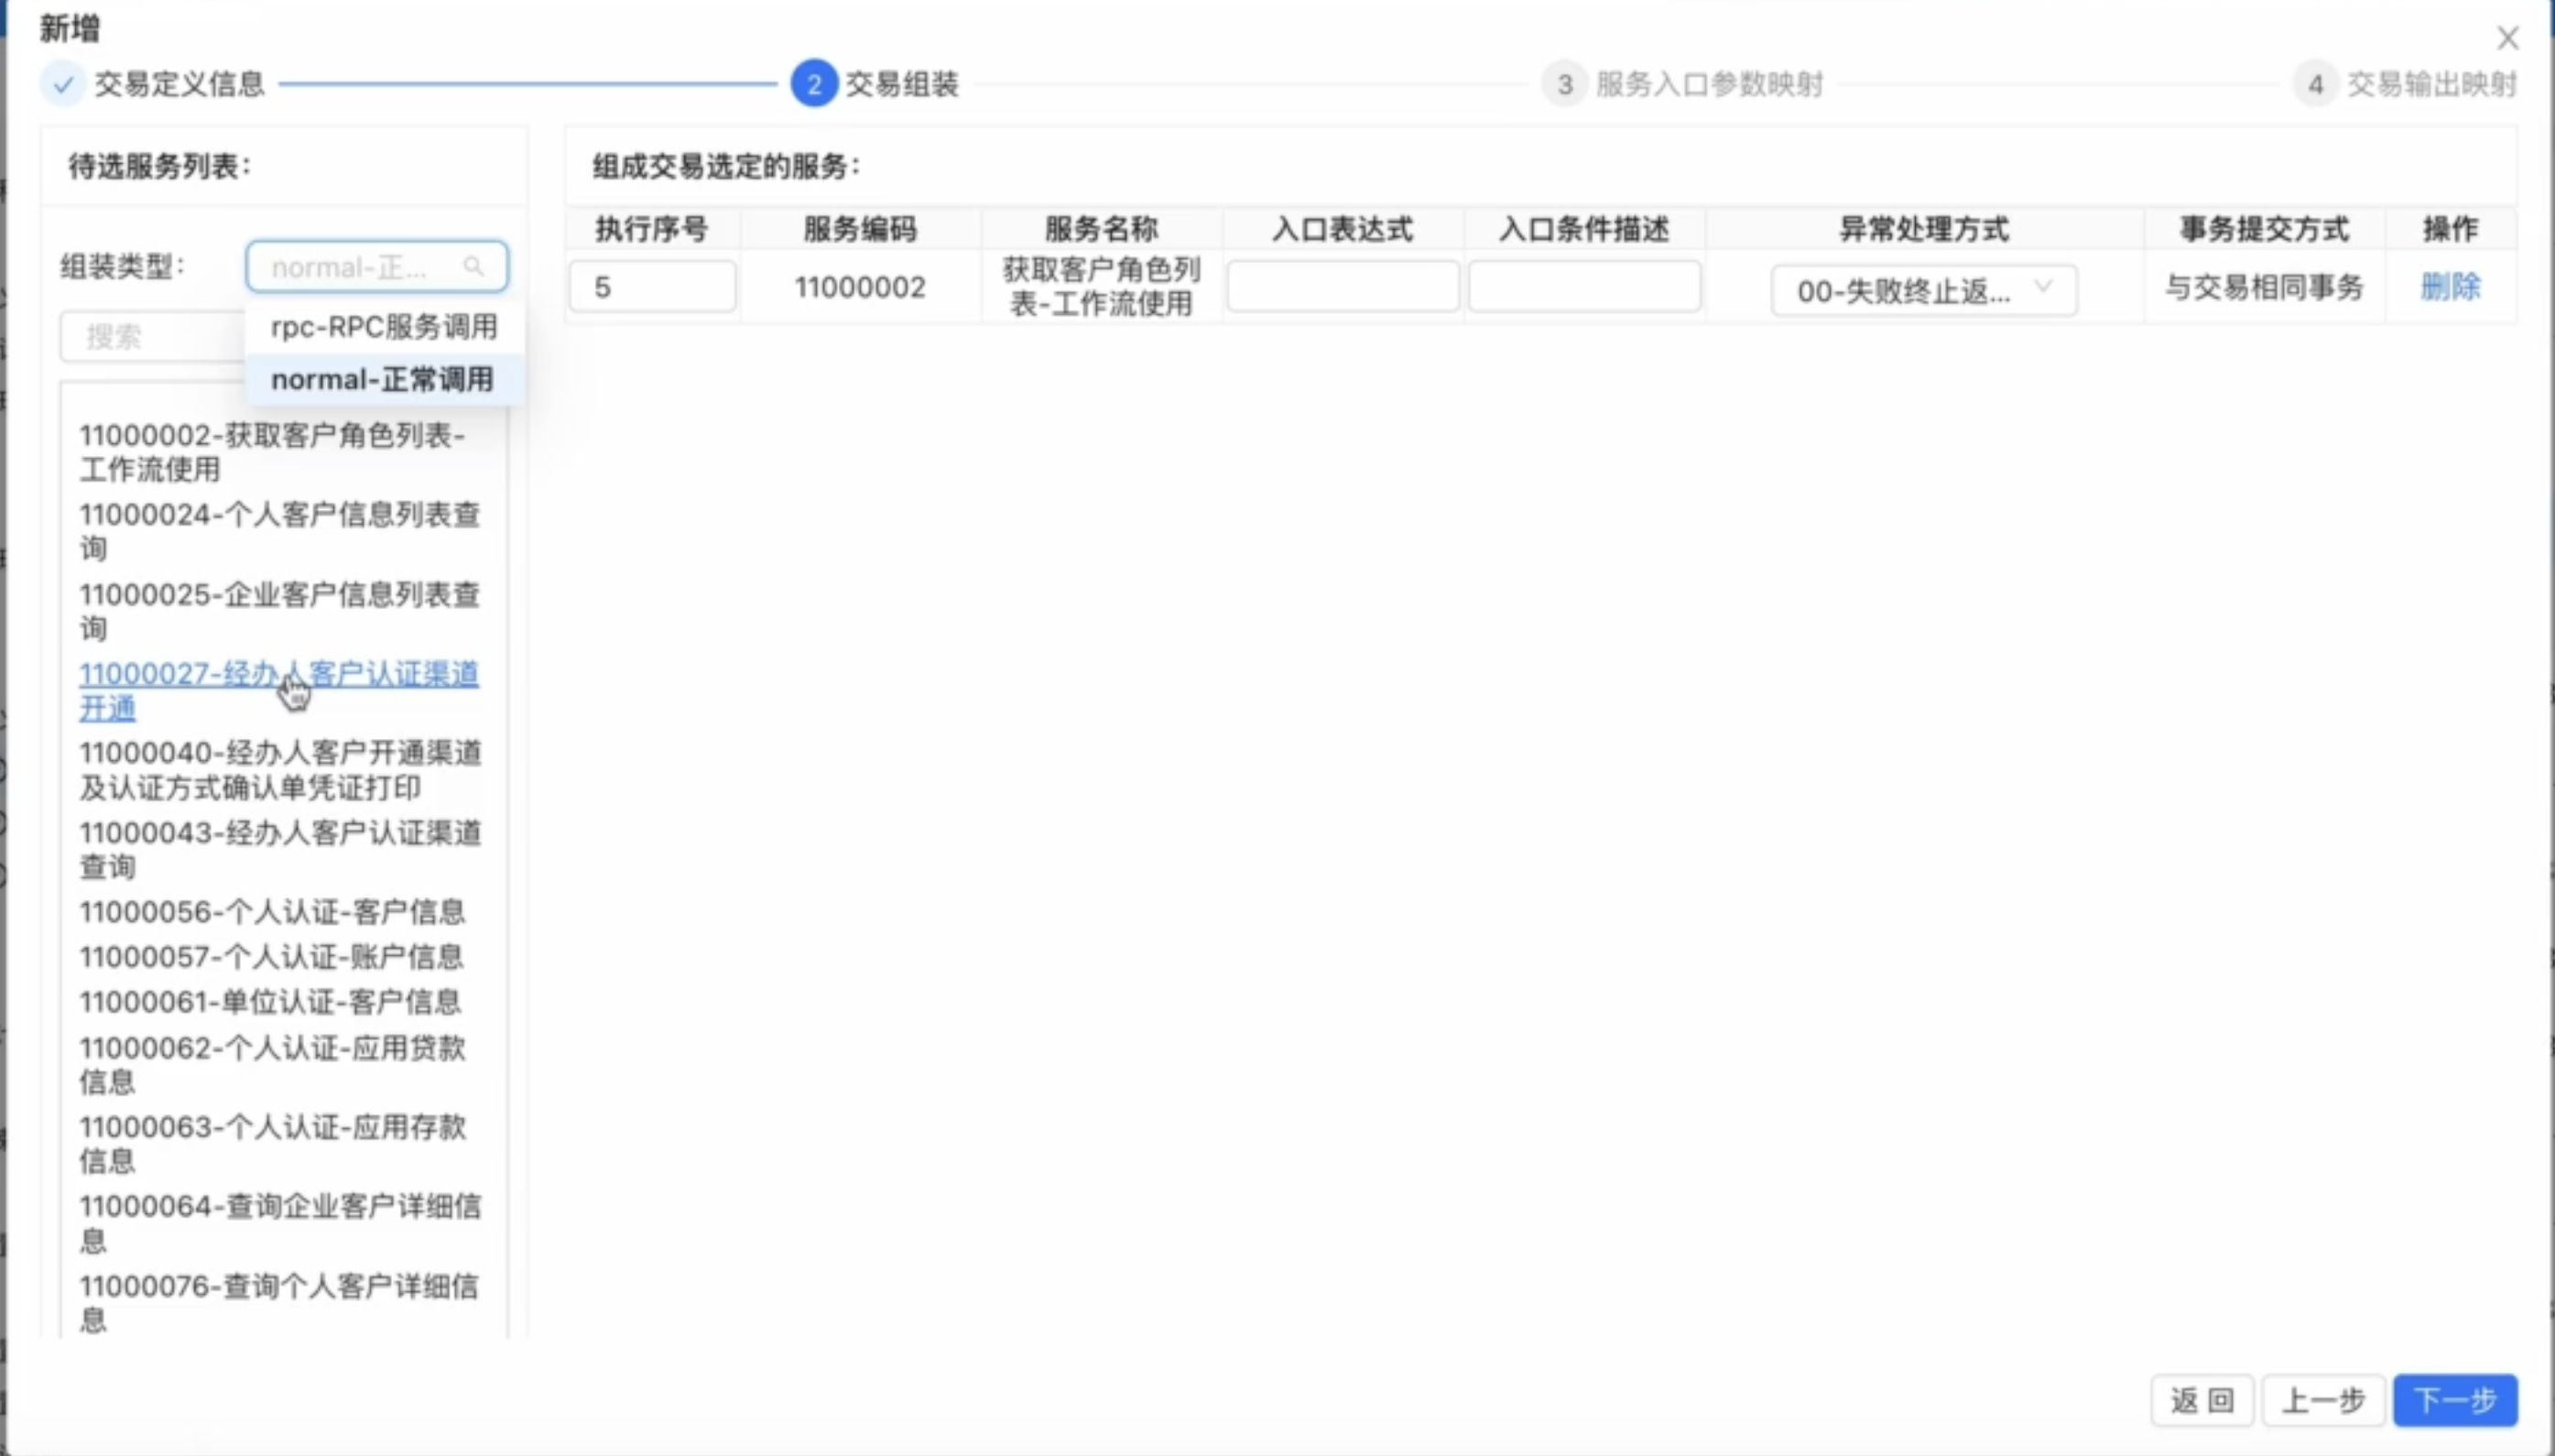 新增
交易定义信息
2 交易组装
3 服务入口参数映射
4 交易输出映射
待选服务列表：
组装类型：
normal-正...
rpc-RPC服务调用
normal-正常调用
搜索
11000002-获取客户角色列表-
工作流使用
11000024-个人客户信息列表查
询
11000025-企业客户信息列表查
询
11000027-经办人客户认证渠道
开通
11000040-经办人客户开通渠道
及认证方式确认单凭证打印
11000043-经办人客户认证渠道
查询
11000056-个人认证-客户信息
11000057-个人认证-账户信息
11000061-单位认证-客户信息
11000062-个人认证-应用贷款
信息
11000063-个人认证-应用存款
信息
11000064-查询企业客户详细信
息
11000076-查询个人客户详细信
息
组成交易选定的服务：
执行序号 服务编码 服务名称 入口表达式 入口条件描述 异常处理方式 事务提交方式 操作
5 11000002 获取客户角色列
表-工作流使用 00-失败终止返... 与交易相同事务 删除
返 回 上一步 下一步